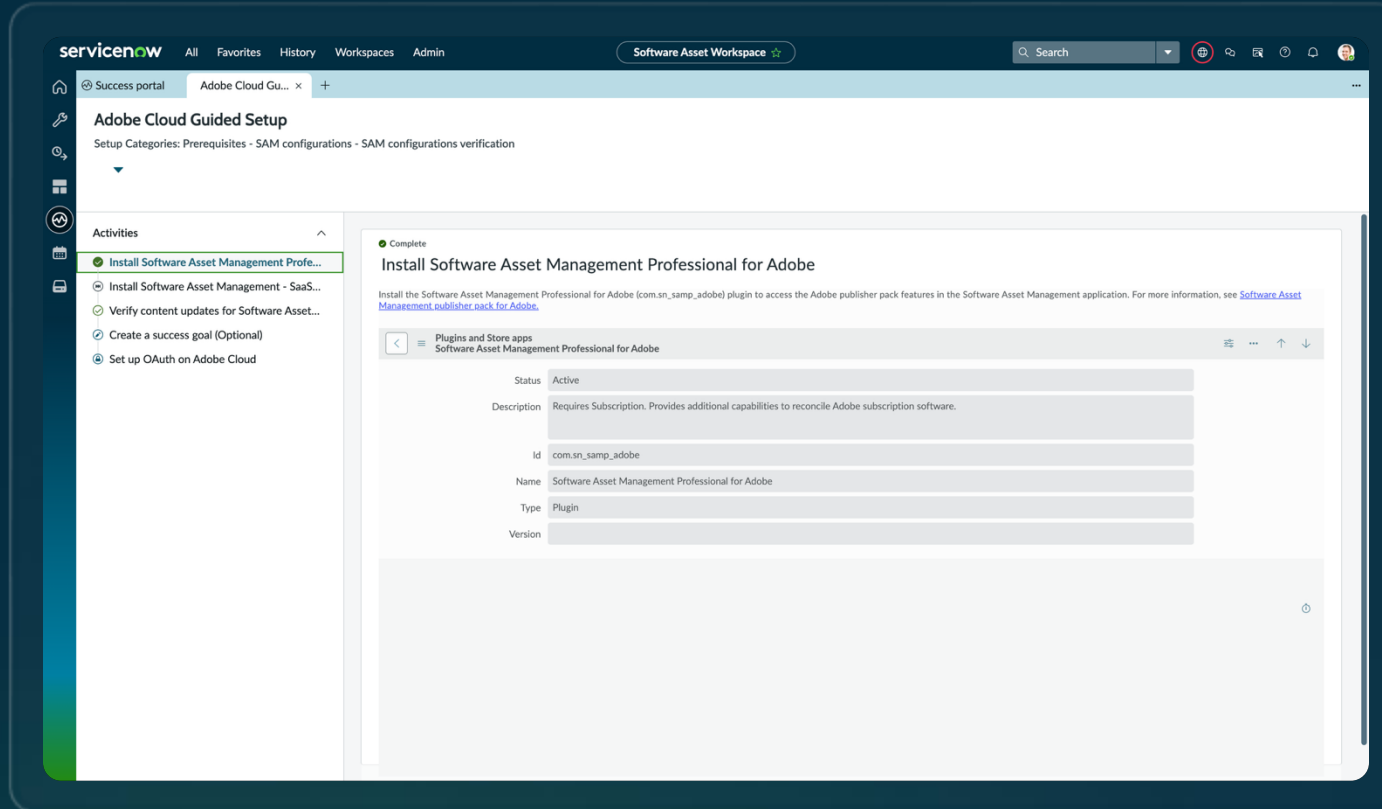 servicenow All Favorites History Workspaces Admin Software Asset Workspace Search
Success portal Adobe Cloud Gu...
Adobe Cloud Guided Setup
Setup Categories: Prerequisites - SAM configurations - SAM configurations verification
Activities
Install Software Asset Management Profe...
Install Software Asset Management - SaaS...
Verify content updates for Software Asset...
Create a success goal (Optional)
Set up OAuth on Adobe Cloud
Complete
Install Software Asset Management Professional for Adobe
Install the Software Asset Management Professional for Adobe (com.sn_samp_adobe) plugin to access the Adobe publisher pack features in the Software Asset Management application. For more information, see Software Asset
Management publisher pack for Adobe.
Plugins and Store apps
Software Asset Management Professional for Adobe
Status Active
Description Requires Subscription. Provides additional capabilities to reconcile Adobe subscription software.
Id com.sn_samp_adobe
Name Software Asset Management Professional for Adobe
Type Plugin
Version